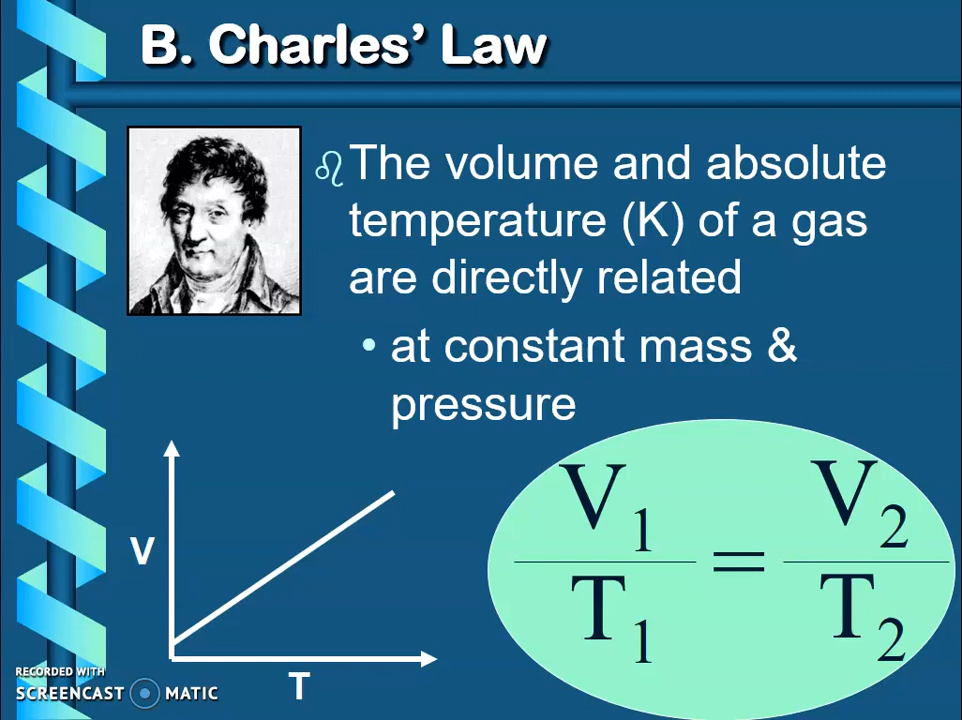 B. Charles’ Law
The volume and absolute
temperature (K) of a gas
are directly related
• at constant mass &
pressure
V
T
V1
T1
=
V2
T2
RECORDED WITH
SCREENCAST MATIC